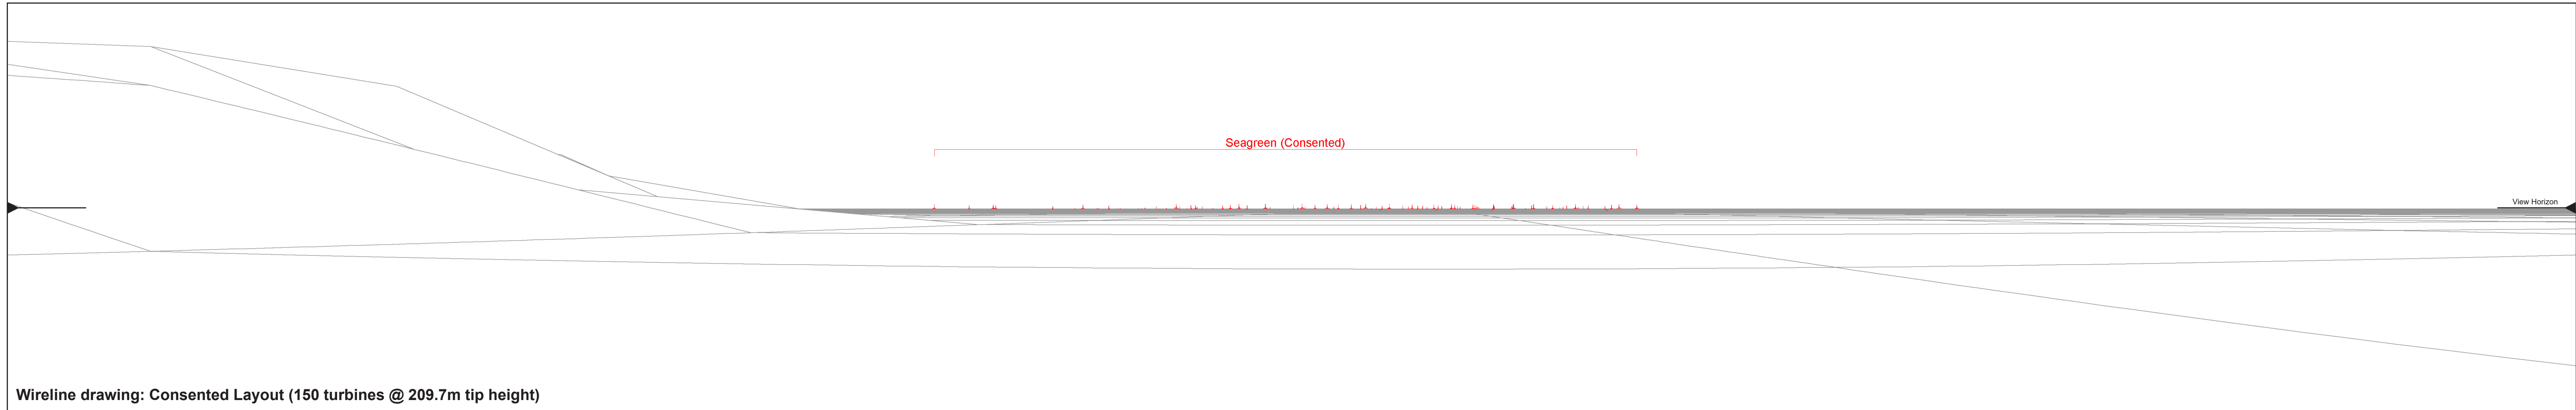 Seagreen (Consented)
View Horizon
Wireline drawing: Consented Layout (150 turbines @ 209.7m tip height)